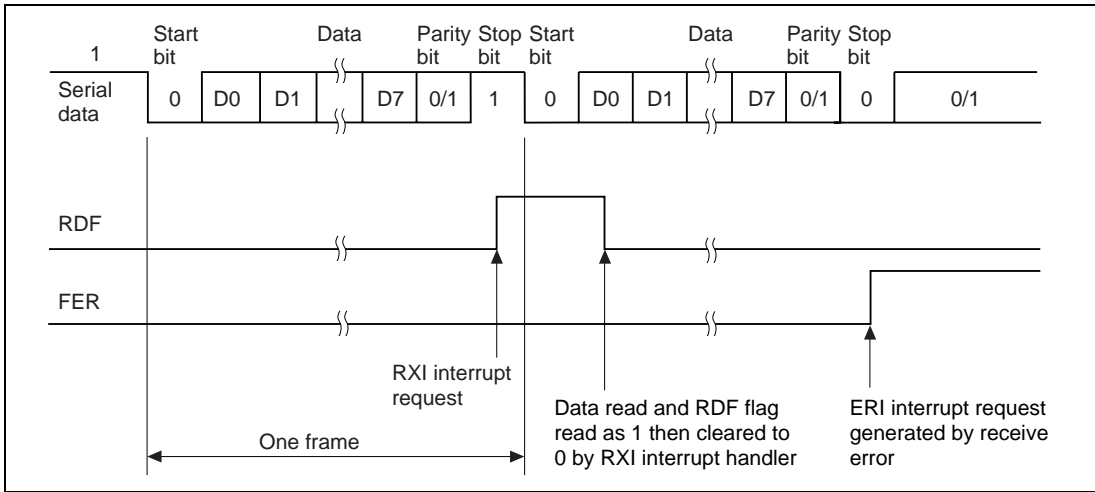 Start bit Data Parity bit Stop bit Start bit Data Parity bit Stop bit
1
Serial data 0 D0 D1 D7 0/1 1 0 D0 D1 D7 0/1 0 0/1
RDF
FER
RXI interrupt
request
Data read and RDF flag
read as 1 then cleared to
0 by RXI interrupt handler
ERI interrupt request
generated by receive
error
One frame